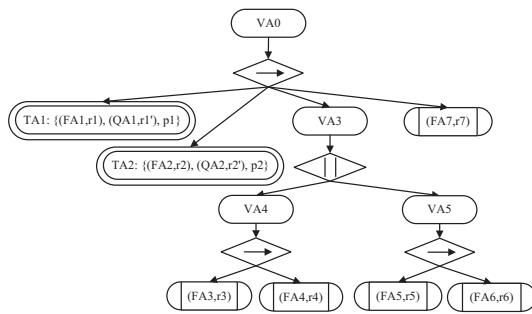 VA0
TA1: {(FA1,r1), (QA1,r1'), p1}
VA3
(FA7,r7)
TA2: {(FA2,r2), (QA2,r2'), p2}
VA4
VA5
(FA3,r3)
(FA4,r4)
(FA5,r5)
(FA6,r6)